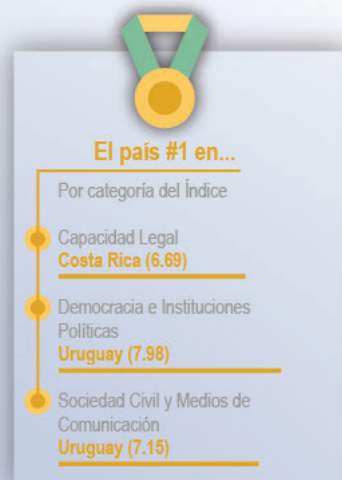 El país #1 en...
Por categoría del Índice
Capacidad Legal
Costa Rica (6.69)
Democracia e Instituciones
Políticas
Uruguay (7.98)
Sociedad Civil y Medios de
Comunicación
Uruguay (7.15)